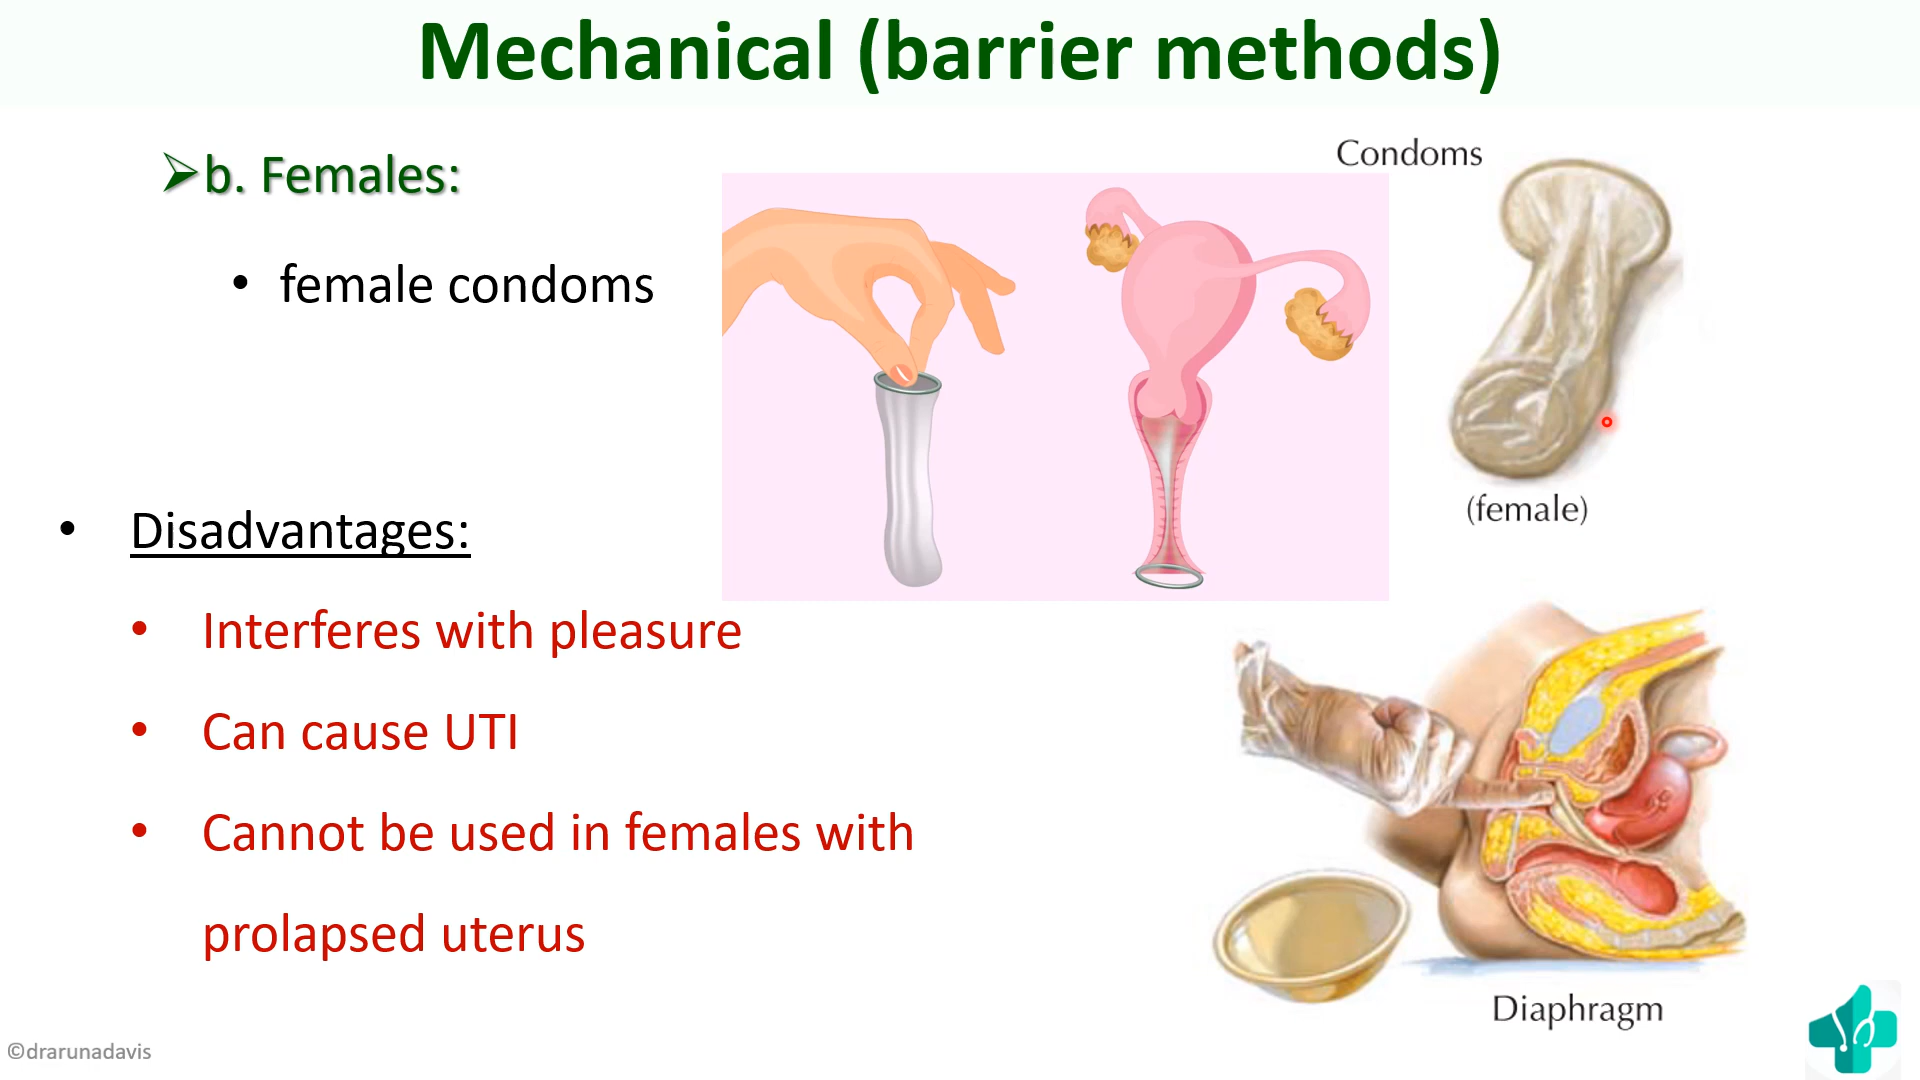 Mechanical (barrier methods)
➢b. Females:
• female condoms
Condoms
(female)
• Disadvantages:
• Interferes with pleasure
• Can cause UTI
• Cannot be used in females with
prolapsed uterus
Diaphragm
©drarunadavis